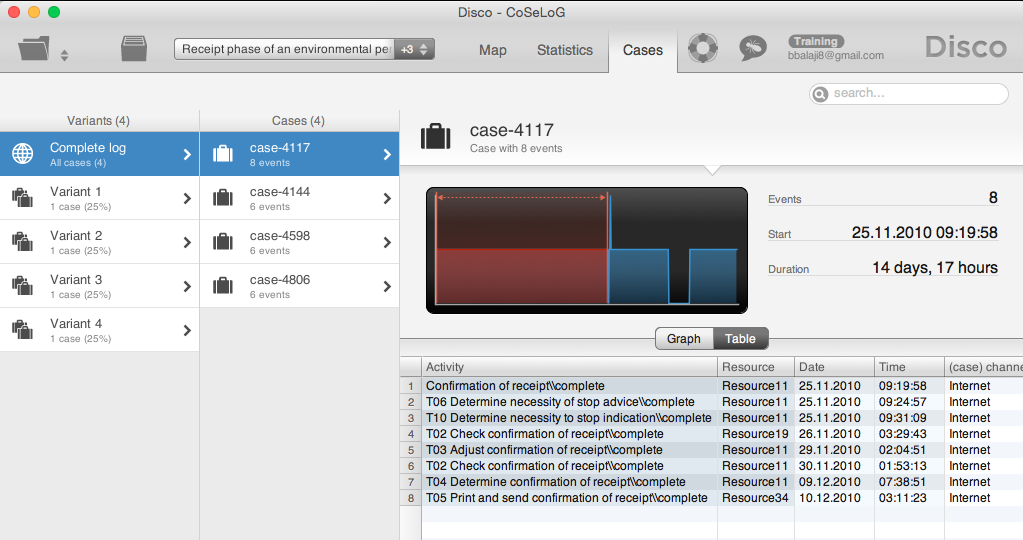 Disco - CoSeLoG
Receipt phase of an environmental per +3
Map
Statistics
Cases
Training
bbalaji8@gmail.com
Disco
search...
Variants (4)
Complete log
All cases (4)
Variant 1
1 case (25%)
Variant 2
1 case (25%)
Variant 3
1 case (25%)
Variant 4
1 case (25%)
Cases (4)
case-4117
8 events
case-4144
6 events
case-4598
6 events
case-4806
6 events
case-4117
Case with 8 events
Events 8
Start 25.11.2010 09:19:58
Duration 14 days, 17 hours
Graph Table
Activity Resource Date Time (case) channe
1 Confirmation of receipt\\complete Resource11 25.11.2010 09:19:58 Internet
2 T06 Determine necessity of stop advice\\complete Resource11 25.11.2010 09:24:57 Internet
3 T10 Determine necessity to stop indication\\complete Resource11 25.11.2010 09:31:09 Internet
4 T02 Check confirmation of receipt\\complete Resource19 26.11.2010 03:29:43 Internet
5 T03 Adjust confirmation of receipt\\complete Resource11 29.11.2010 02:04:51 Internet
6 T02 Check confirmation of receipt\\complete Resource11 30.11.2010 01:53:13 Internet
7 T04 Determine confirmation of receipt\\complete Resource11 09.12.2010 07:38:51 Internet
8 T05 Print and send confirmation of receipt\\complete Resource34 10.12.2010 03:11:23 Internet